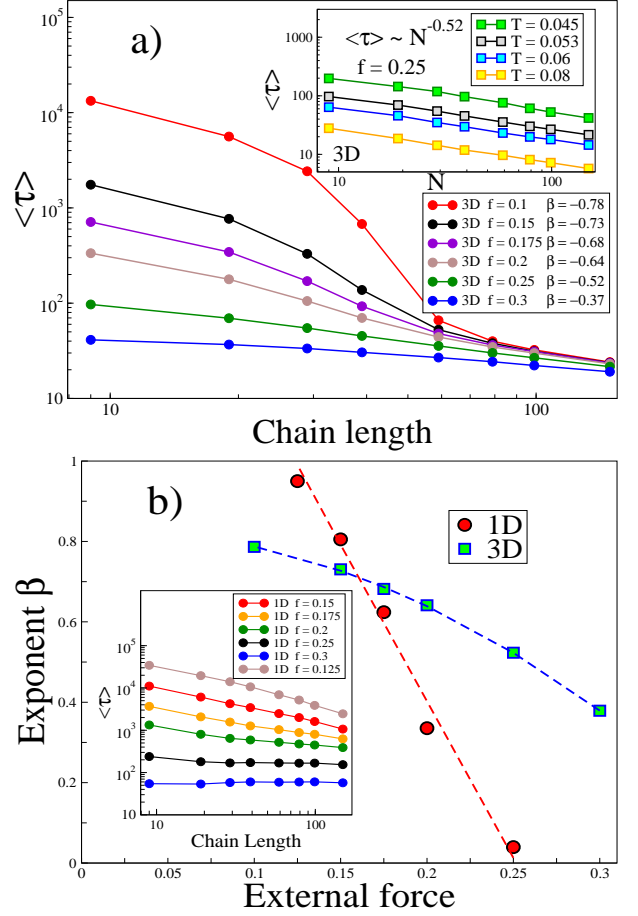 a)
<τ> ~ N^-0.52
f = 0.25
T = 0.045
T = 0.053
T = 0.06
T = 0.08
<τ>
1000
100
10
3D
10 100
N
10^5
10^4
10^3
10^2
10
<τ>
3D f = 0.1 β = −0.78
3D f = 0.15 β = −0.73
3D f = 0.175 β = −0.68
3D f = 0.2 β = −0.64
3D f = 0.25 β = −0.52
3D f = 0.3 β = −0.37
10 100
Chain length
b)
1D
3D
Exponent β
1
0.8
0.6
0.4
0.2
0
1D f = 0.15
1D f = 0.175
1D f = 0.2
1D f = 0.25
1D f = 0.3
1D f = 0.125
<τ>
10^5
10^4
10^3
10^2
10
10 100
Chain Length
0 0.05 0.1 0.15 0.2 0.25 0.3
External force